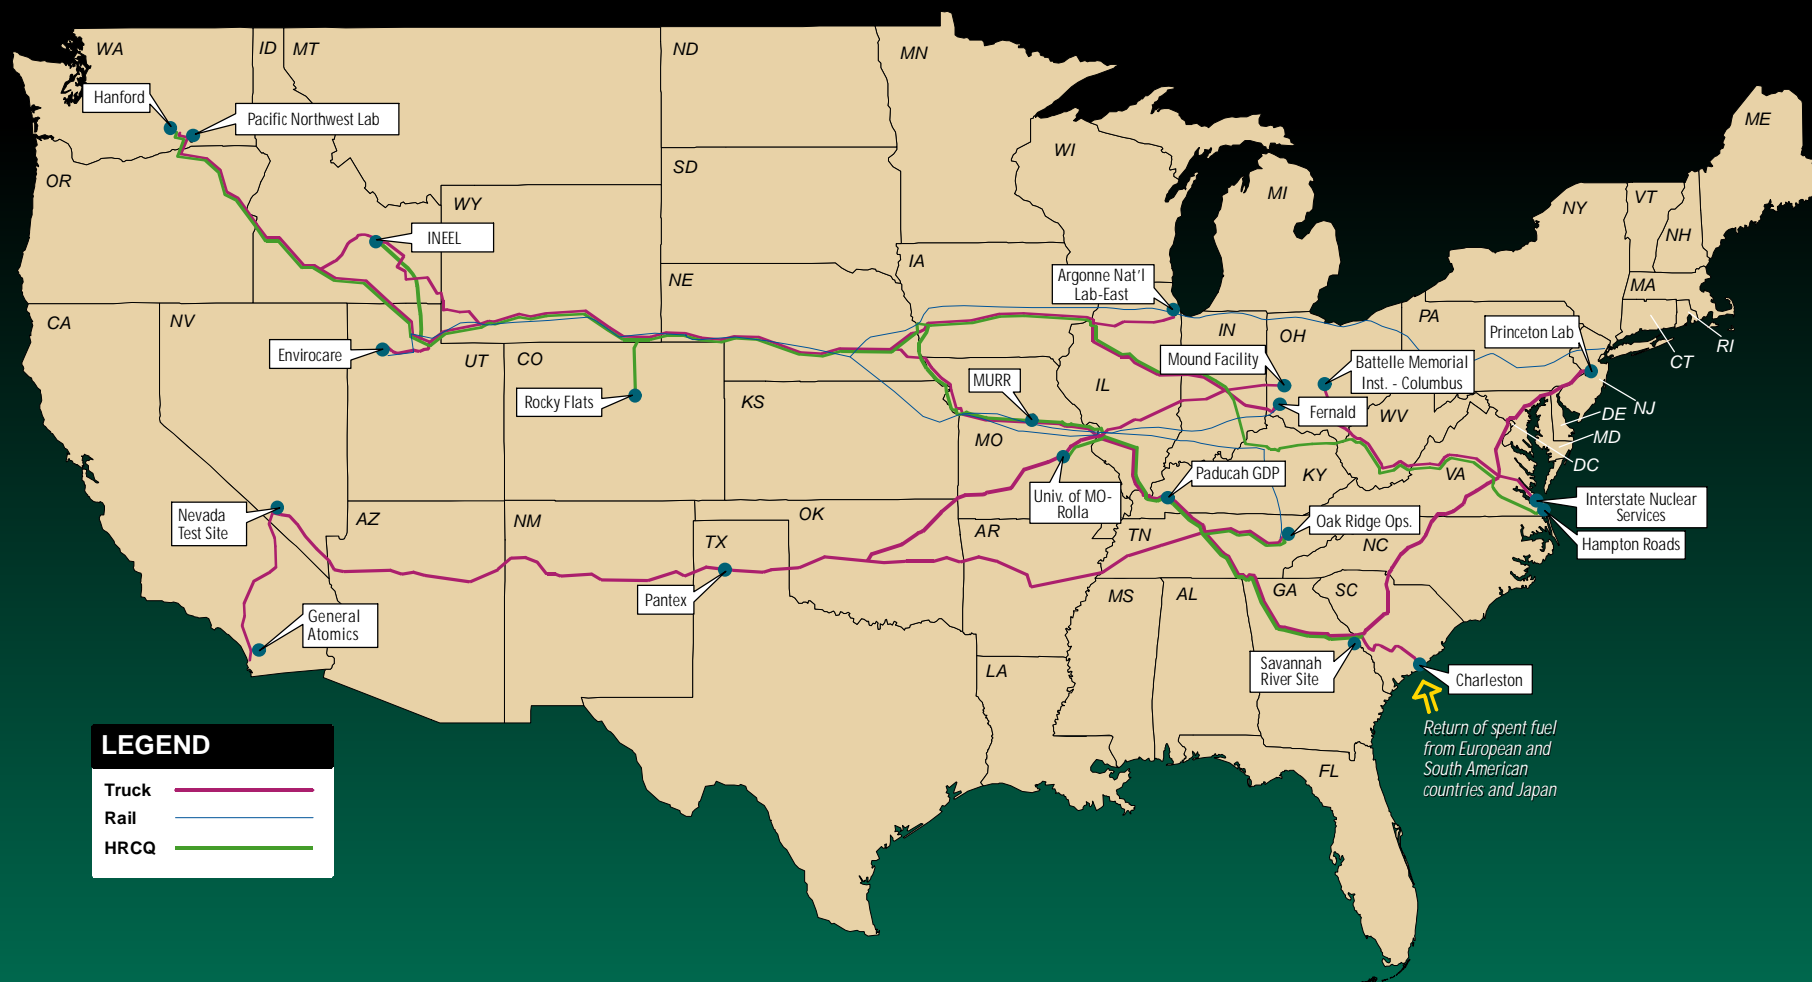 WA
ID
MT
ND
MN
ME
Hanford
Pacific Northwest Lab
WI
OR
SD
MI
WY
NY
VT
NH
INEEL
IA
NE
Argonne Nat'l
Lab-East
MA
CA
NV
IN
OH
PA
Princeton Lab
RI
CT
Envirocare
UT
CO
Mound Facility
Battelle Memorial
Inst. - Columbus
MURR
IL
Rocky Flats
KS
Fernald
WV
DE
NJ
MO
MD
DC
Paducah GDP
KY
VA
Univ. of MO-
Rolla
Interstate Nuclear
Services
Nevada
Test Site
AZ
NM
OK
Oak Ridge Ops.
AR
TN
TX
NC
Hampton Roads
Pantex
MS
AL
GA
SC
General
Atomics
LA
Savannah
River Site
Charleston
Return of spent fuel
from European and
South American
countries and Japan
FL
LEGEND
Truck
Rail
HRCQ